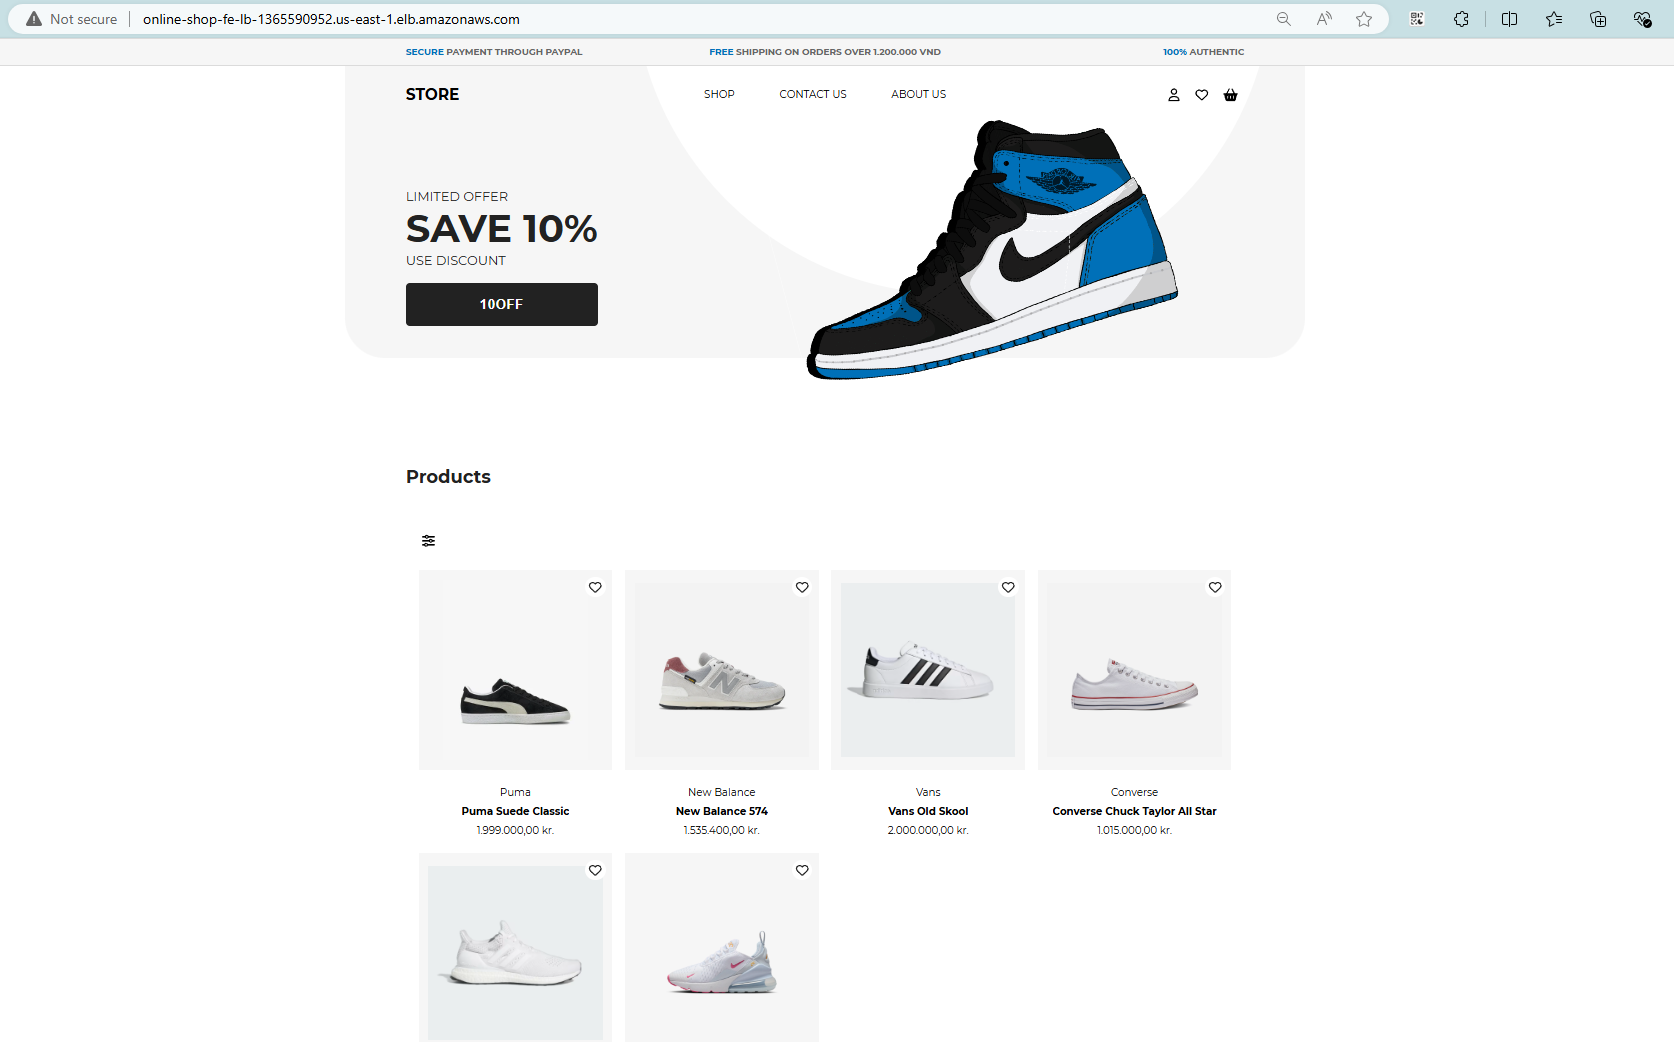 Not secure online-shop-fe-lb-1365590952.us-east-1.elb.amazonaws.com
SECURE PAYMENT THROUGH PAYPAL FREE SHIPPING ON ORDERS OVER 1.200.000 VND 100% AUTHENTIC
STORE SHOP CONTACT US ABOUT US
LIMITED OFFER
SAVE 10%
USE DISCOUNT
10OFF
Products
Puma
Puma Suede Classic
1.999.000,00 kr.
New Balance
New Balance 574
1.535.400,00 kr.
Vans
Vans Old Skool
2.000.000,00 kr.
Converse
Converse Chuck Taylor All Star
1.015.000,00 kr.